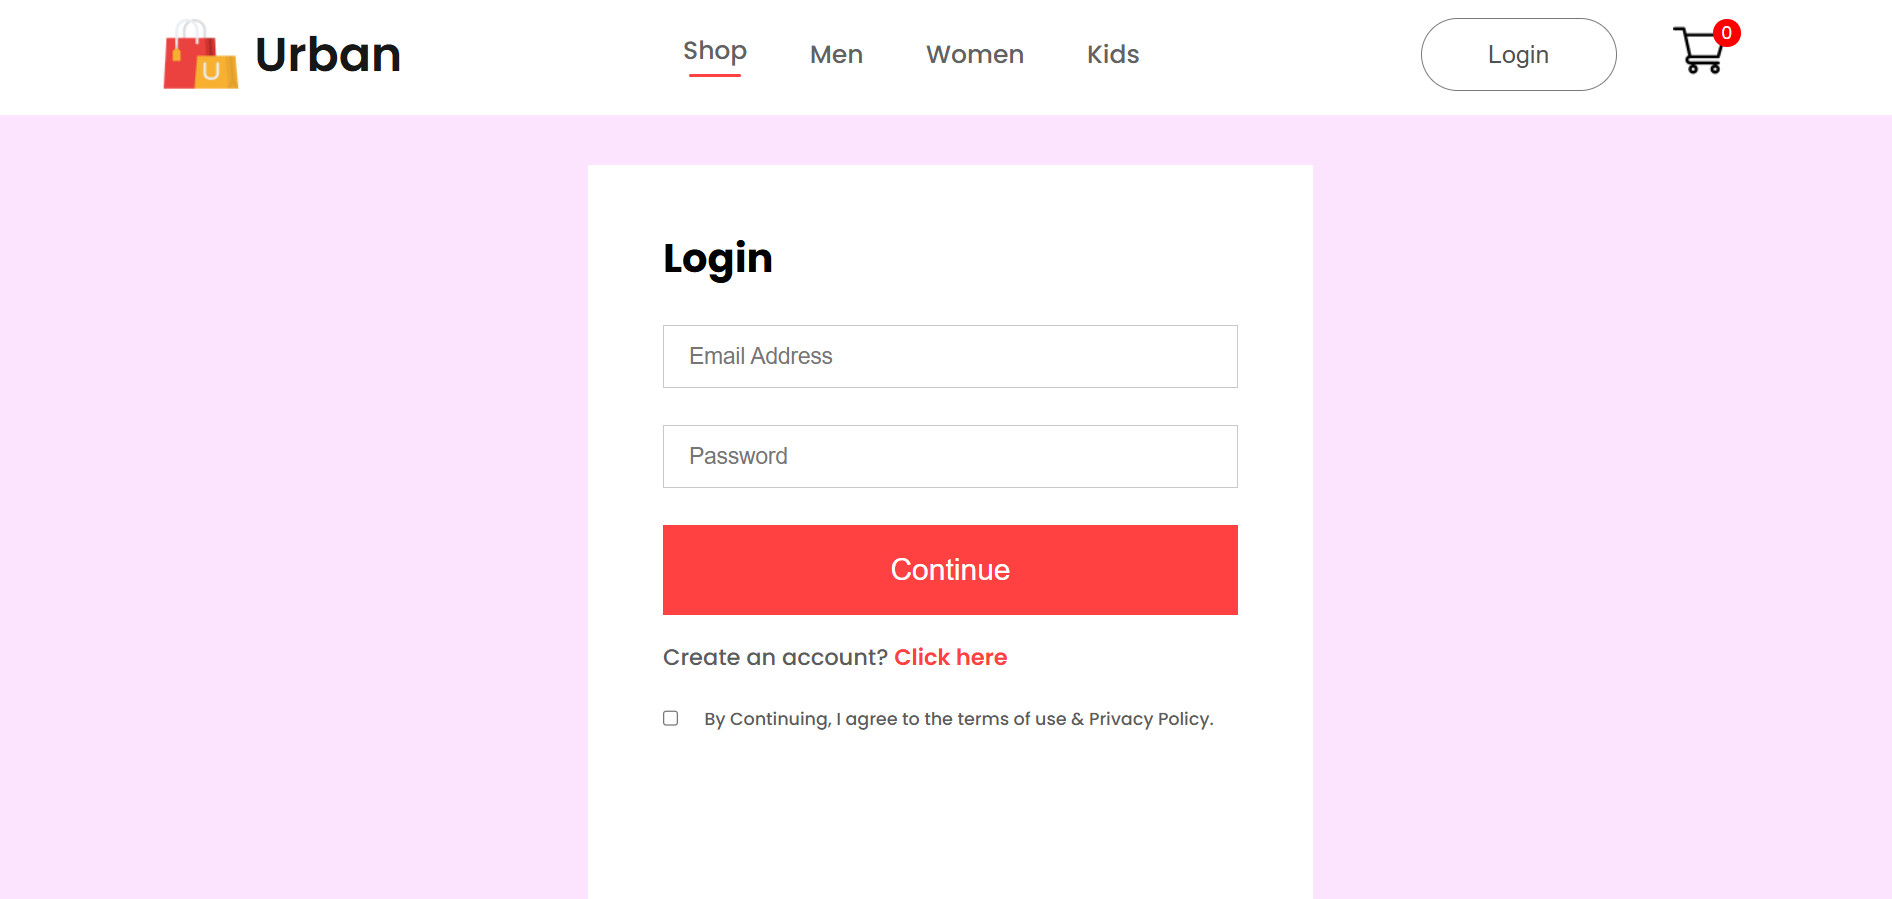 U Urban
Shop Men Women Kids
Login
0
Login
Email Address
Password
Continue
Create an account? Click here
By Continuing, I agree to the terms of use & Privacy Policy.